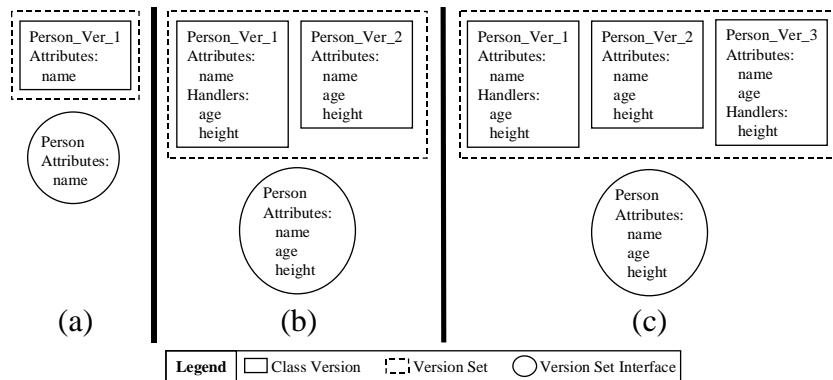 Person_Ver_1
Attributes:
name
Person
Attributes:
name
(a)
Person_Ver_1
Attributes:
name
Handlers:
age
height
Person_Ver_2
Attributes:
name
age
height
Person
Attributes:
name
age
height
(b)
Person_Ver_1
Attributes:
name
Handlers:
age
height
Person_Ver_2
Attributes:
name
age
height
Person_Ver_3
Attributes:
name
age
Handlers:
height
Person
Attributes:
name
age
height
(c)
Legend Class Version Version Set Version Set Interface